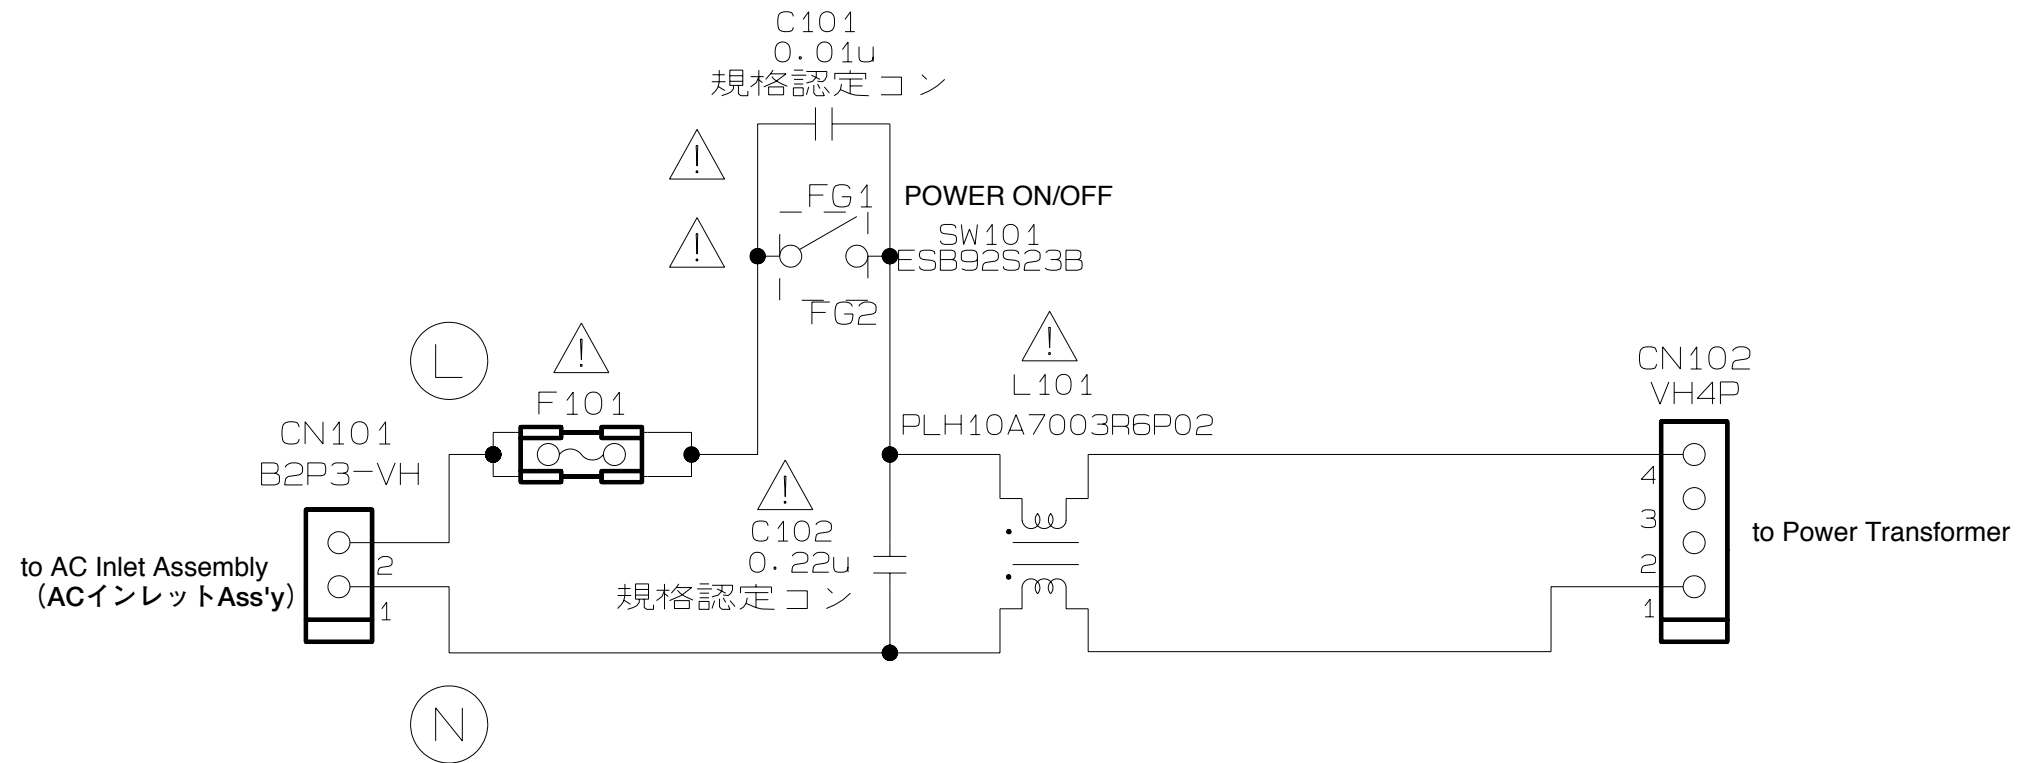 C101
0.01u
規格認定コン
FG1
POWER ON/OFF
SW101
ESB92S23B
FG2
L
F101
L101
PLH10A7003R6P02
CN102
VH4P
CN101
B2P3-VH
4
3
2
1
to Power Transformer
C102
0.22u
規格認定コン
2
1
to AC Inlet Assembly
(ACインレットAss'y)
N